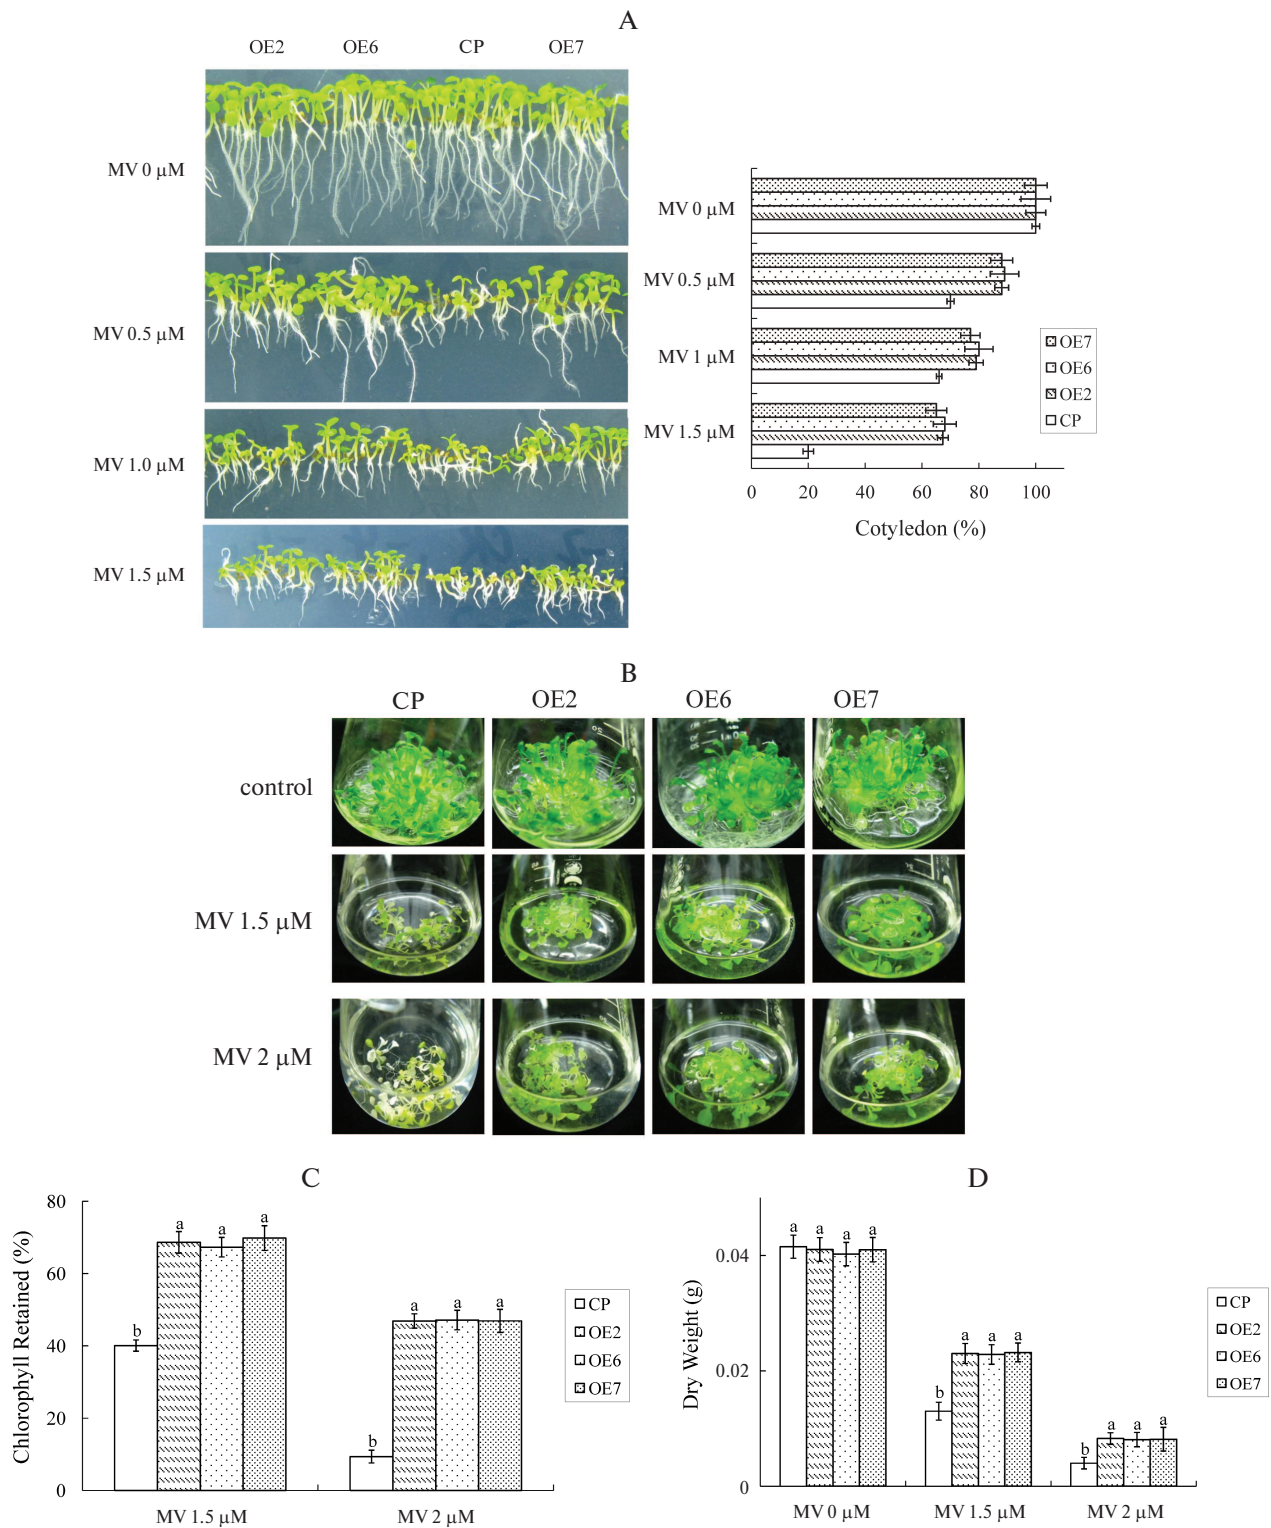 A
OE2 OE6 CP OE7
MV 0 μM
MV 0.5 μM
MV 1.0 μM
MV 1.5 μM
MV 0 μM
MV 0.5 μM
MV 1 μM
MV 1.5 μM
0 20 40 60 80 100
Cotyledon (%)
OE7
OE6
OE2
CP
B
CP OE2 OE6 OE7
control
MV 1.5 μM
MV 2 μM
C
Chlorophyll Retained (%)
80
60
40
20
0
b a a a
b a a a
MV 1.5 μM MV 2 μM
CP
OE2
OE6
OE7
D
Dry Weight (g)
0.04
0.02
0
a a a a
b a a a
b a a a
MV 0 μM MV 1.5 μM MV 2 μM
CP
OE2
OE6
OE7